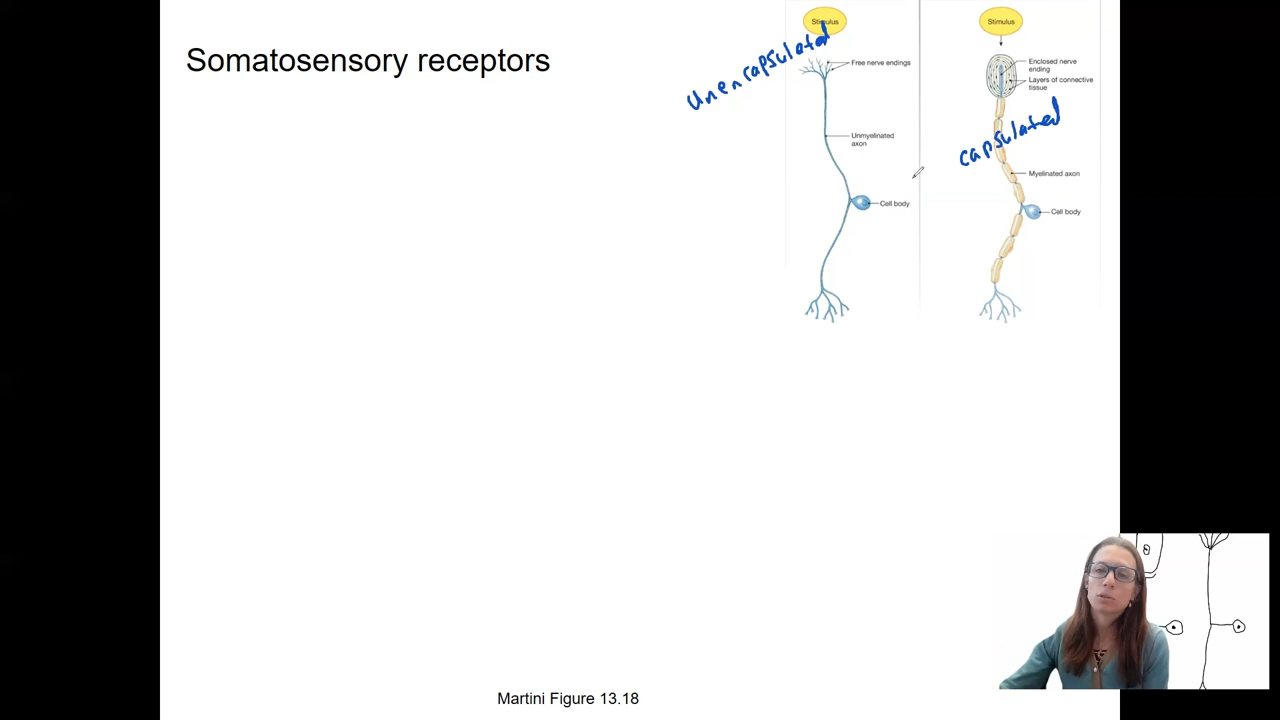 Somatosensory receptors
Stimulus
unencapsulated
Free nerve endings
Unmyelinated
axon
Cell body
Stimulus
Enclosed nerve
ending
Layers of connective
tissue
capsulated
Myelinated axon
Cell body
Martini Figure 13.18